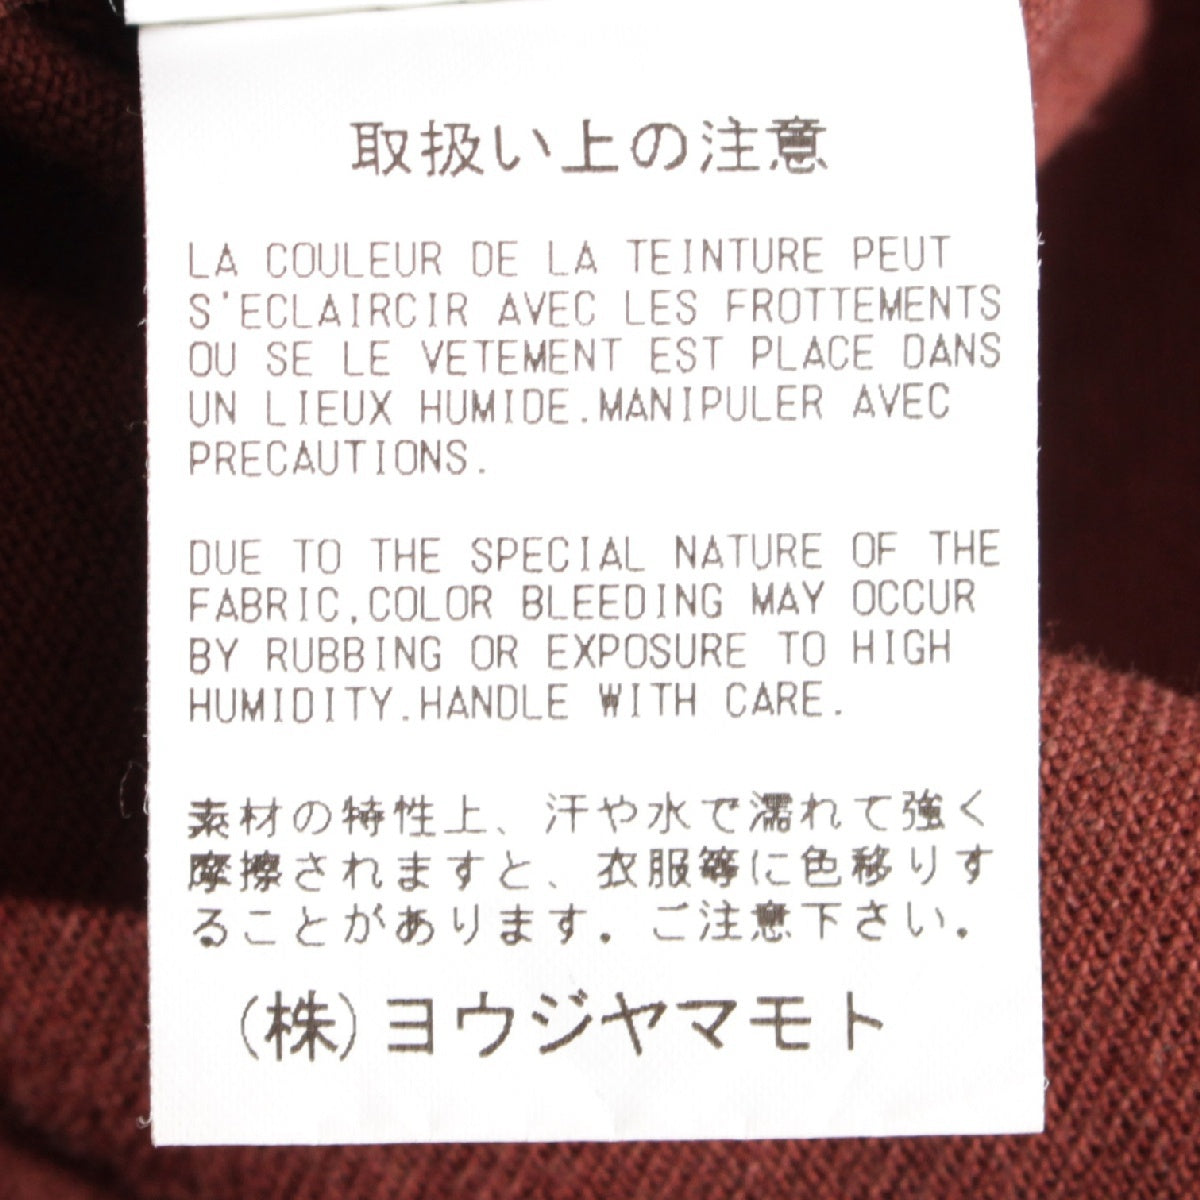 取扱い上の注意
LA COULEUR DE LA TEINTURE PEUT
S'ECLAIRCIR AVEC LES FROTTEMENTS
OU SE LE VETEMENT EST PLACE DANS
UN LIEUX HUMIDE.MANIPULER AVEC
PRECAUTIONS.
DUE TO THE SPECIAL NATURE OF THE
FABRIC,COLOR BLEEDING MAY OCCUR
BY RUBBING OR EXPOSURE TO HIGH
HUMIDITY.HANDLE WITH CARE.
素材の特性上、汗や水で濡れて強く
摩擦されますと、衣服等に色移りす
ることがあります。ご注意下さい。
(株)ヨウジヤマモト